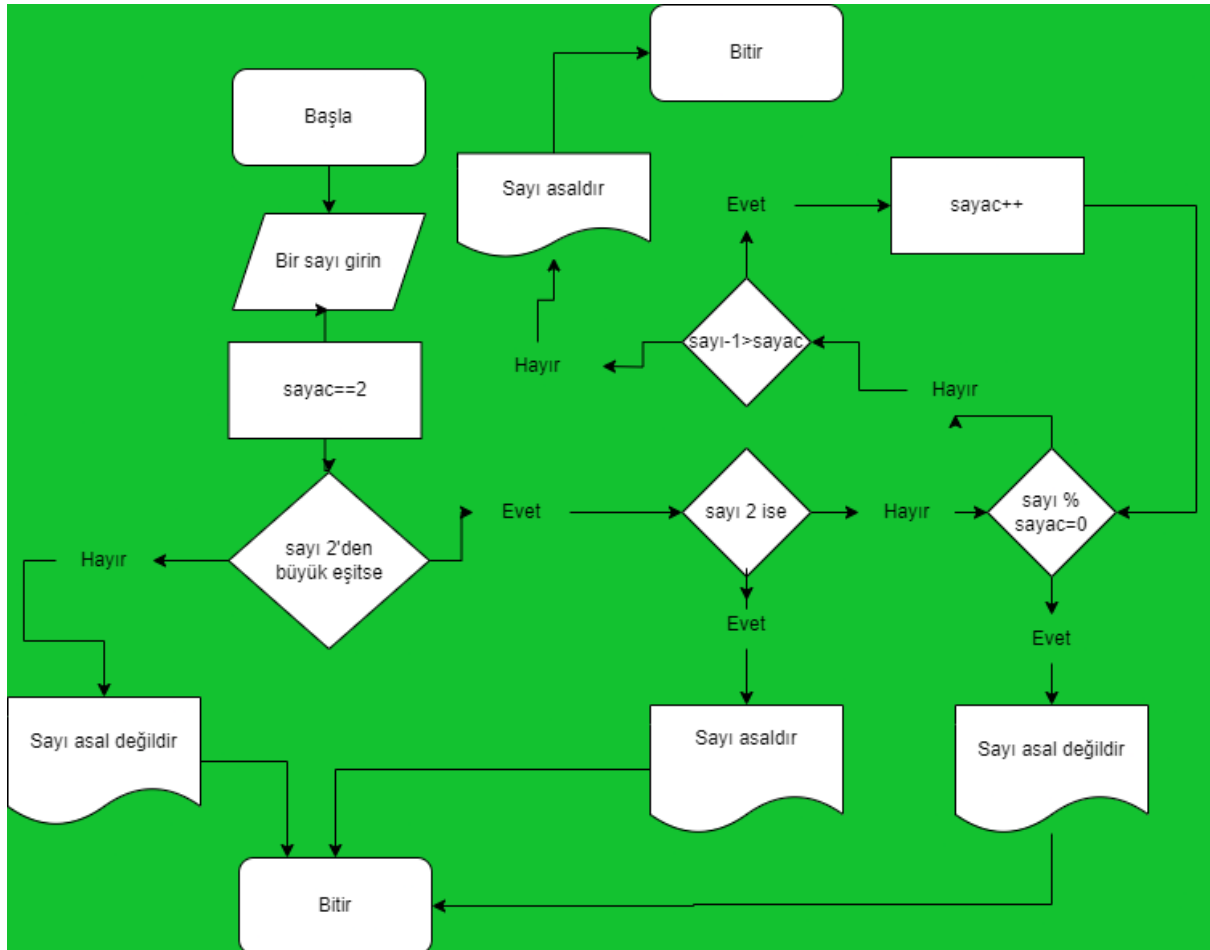 Başla
Bir sayı girin
sayac==2
sayı 2'den
büyük eşitse
Hayır
Sayı asal değildir
Evet
sayı 2 ise
Evet
Sayı asaldır
Hayır
sayı %
sayac=0
Evet
Sayı asal değildir
Bitir
Hayır
sayı-1>sayac
Evet
sayac++
Hayır
Sayı asaldır
Bitir